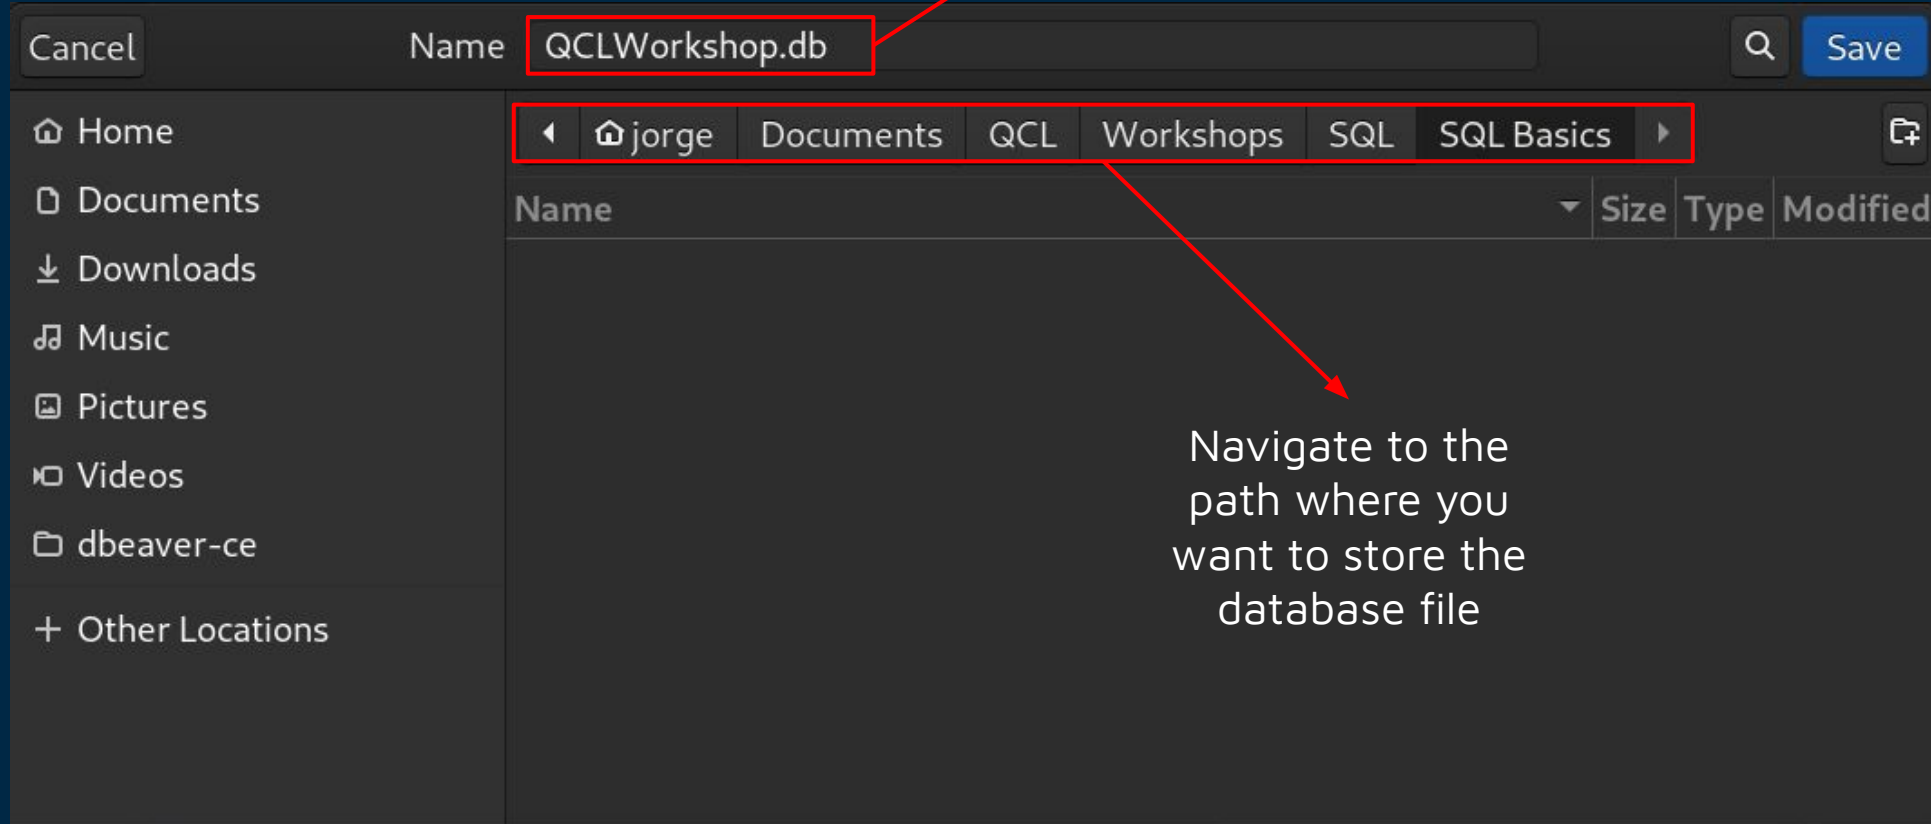 Cancel Name QCLWorkshop.db Save
Home
Documents
Downloads
Music
Pictures
Videos
dbeaver-ce
Other Locations
jorge Documents QCL Workshops SQL SQL Basics
Name Size Type Modified
Navigate to the
path where you
want to store the
database file